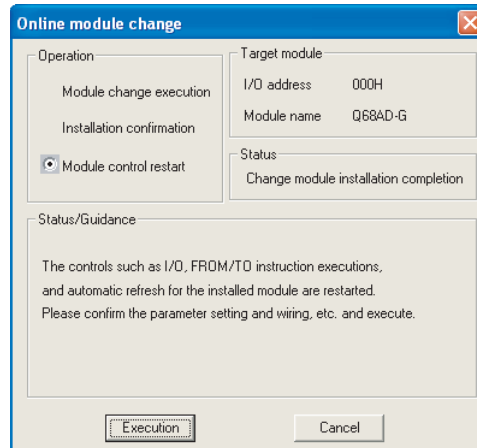 Online module change
Operation
Module change execution
Installation confirmation
Module control restart
Target module
I/O address 000H
Module name Q68AD-G
Status
Change module installation completion
Status/Guidance
The controls such as I/O, FROM/TO instruction executions,
and automatic refresh for the installed module are restarted.
Please confirm the parameter setting and wiring, etc. and execute.
Execution Cancel